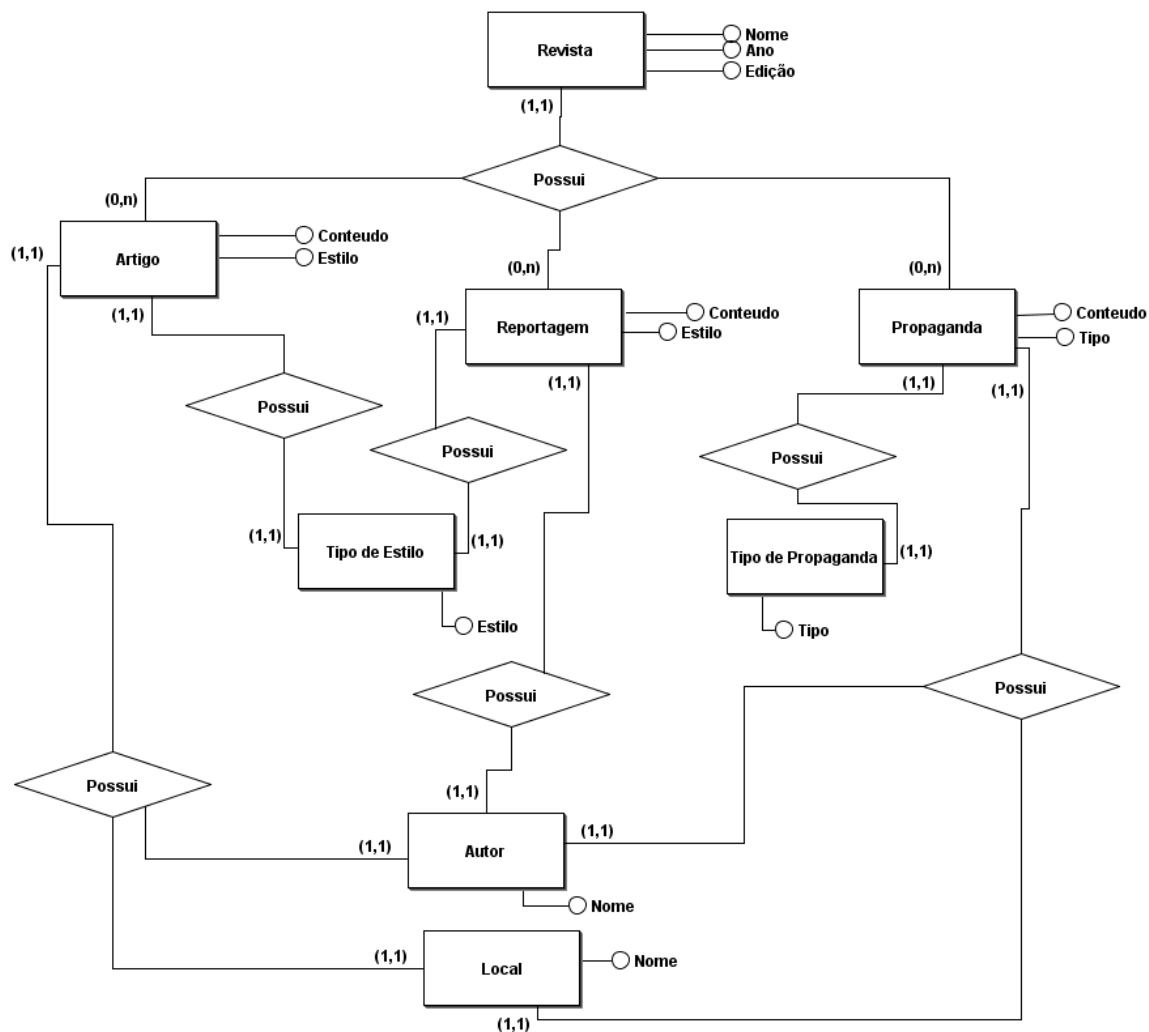 Revista
Nome
Ano
Edição
(1,1)
Possui
(0,n)
(0,n)
(0,n)
(1,1)
Artigo
Conteudo
Estilo
(1,1)
(1,1)
Reportagem
Conteudo
Estilo
(1,1)
Propaganda
Conteudo
Tipo
(1,1)
(1,1)
Possui
Possui
Possui
(1,1)
Tipo de Estilo
(1,1)
Estilo
Tipo de Propaganda
(1,1)
Tipo
Possui
Possui
Possui
(1,1)
(1,1)
(1,1)
Autor
Nome
(1,1)
Local
Nome
(1,1)